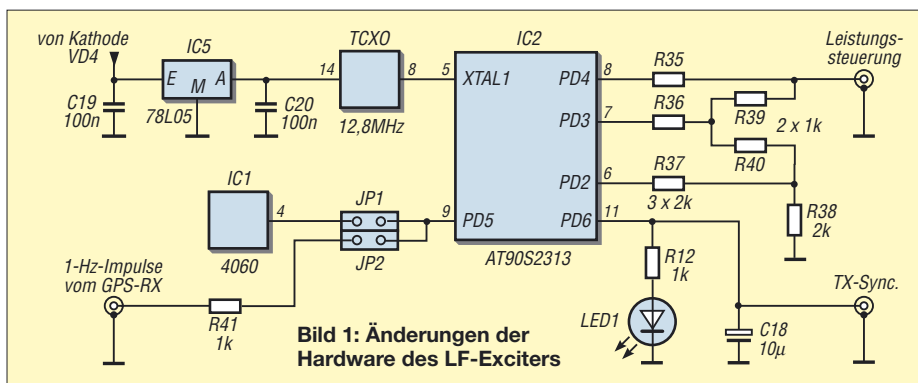 von Kathode
VD4
IC5
E
M
A
78L05
C19
100n
C20
100n
TCXO
14
8
12,8MHz
IC2
5
XTAL1
PD4
8
PD3
7
PD2
6
PD6
11
9
PD5
AT90S2313
R35
R36
R37
3 x 2k
R39
2 x 1k
R40
R38
2k
Leistungs-
steuerung
IC1
4
4060
JP1
JP2
1-Hz-Impulse
vom GPS-RX
R41
1k
R12
1k
LED1
C18
10µ
TX-Sync.
Bild 1: Änderungen der
Hardware des LF-Exciters